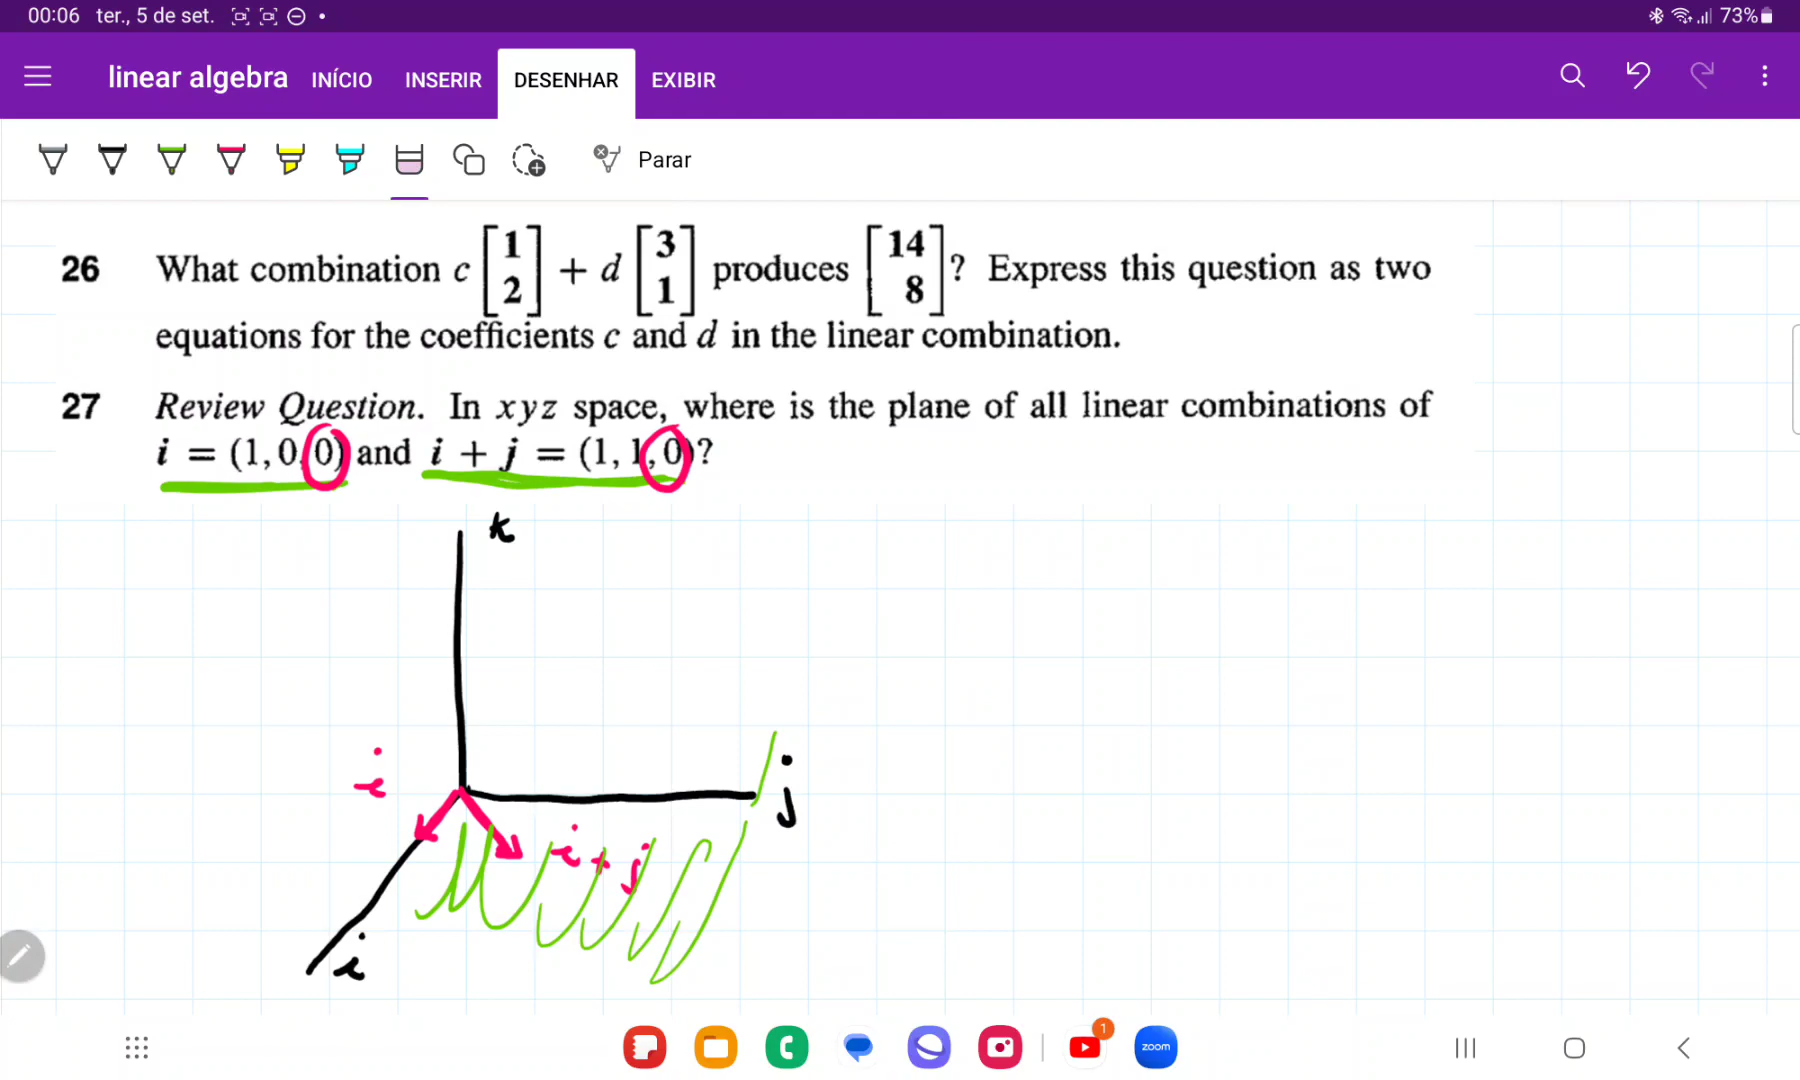 00:06 ter., 5 de set. 73%
linear algebra INÍCIO INSERIR DESENHAR EXIBIR
Parar
26 What combination c [1 2] + d [3 1] produces [14 8]? Express this question as two
equations for the coefficients c and d in the linear combination.
27 Review Question. In xyz space, where is the plane of all linear combinations of
i = (1, 0, 0) and i + j = (1, 1, 0)?
k
i
j
i + j
i
1
zoom